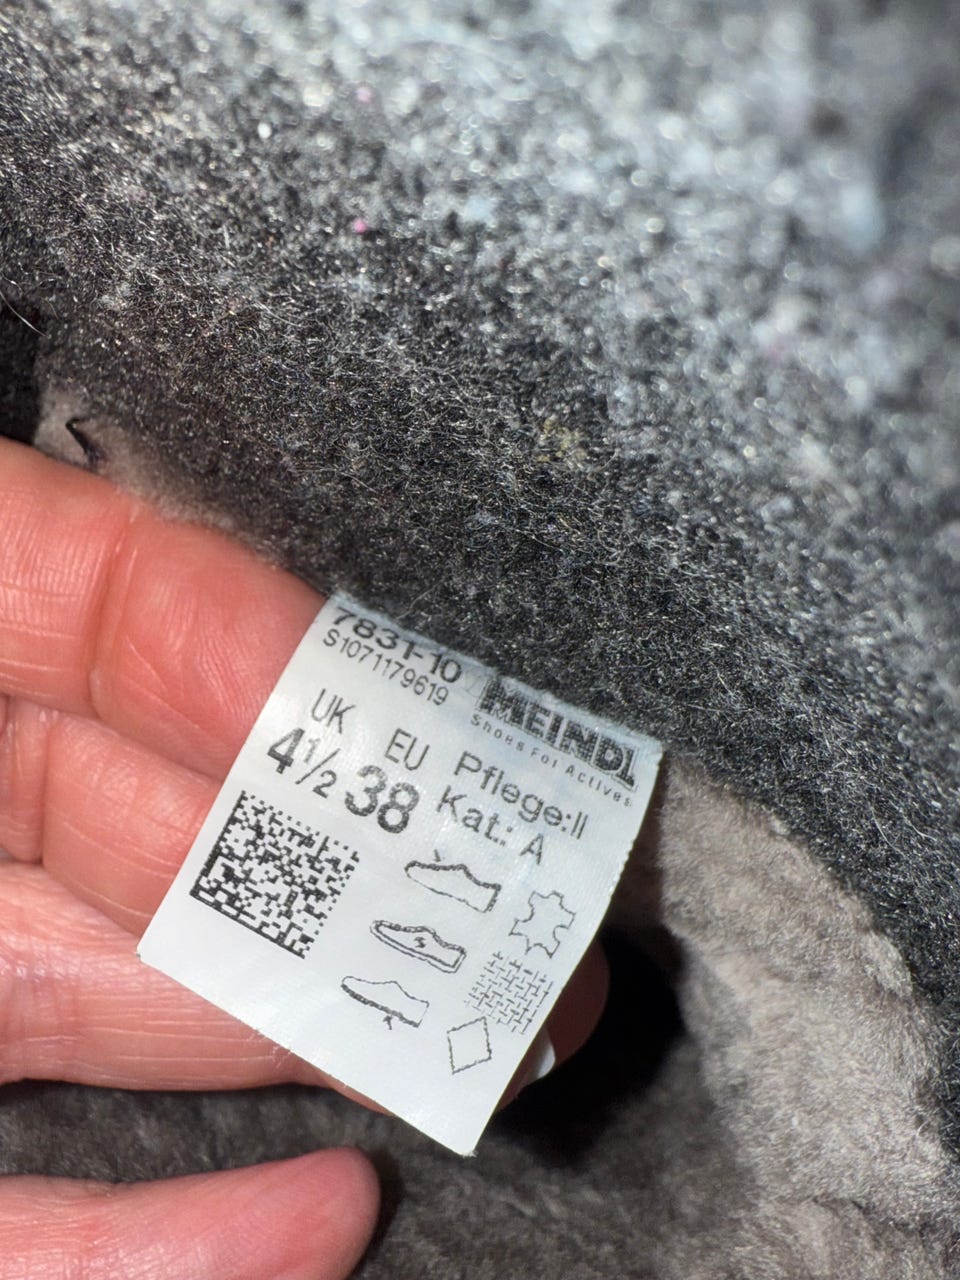 7831-10
S1071179619
MEINDL
Shoes For Actives
UK EU
4½ 38
Pflege:II
Kat.: A